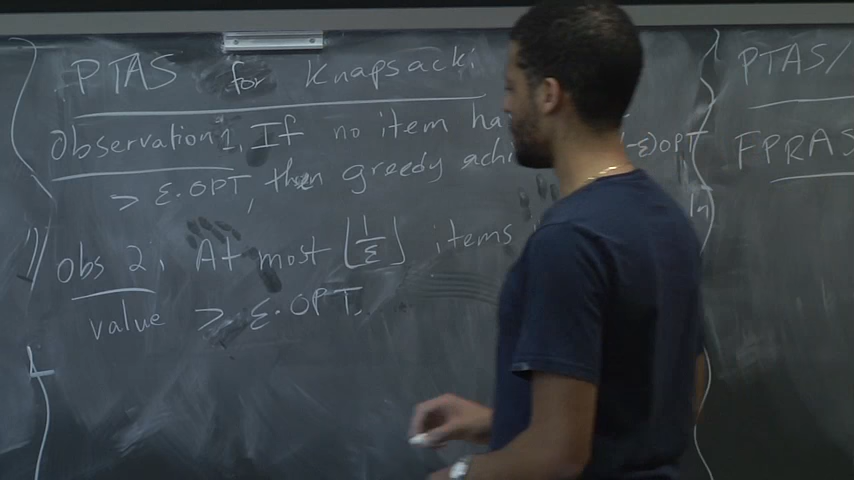 PTAS for Knapsack:
Observation 1. If no item ha
> ε·OPT, then greedy achi -ε)OPT
Obs 2. At most ⌊1/ε⌋ items
value > ε·OPT.
PTAS/
FPRAS